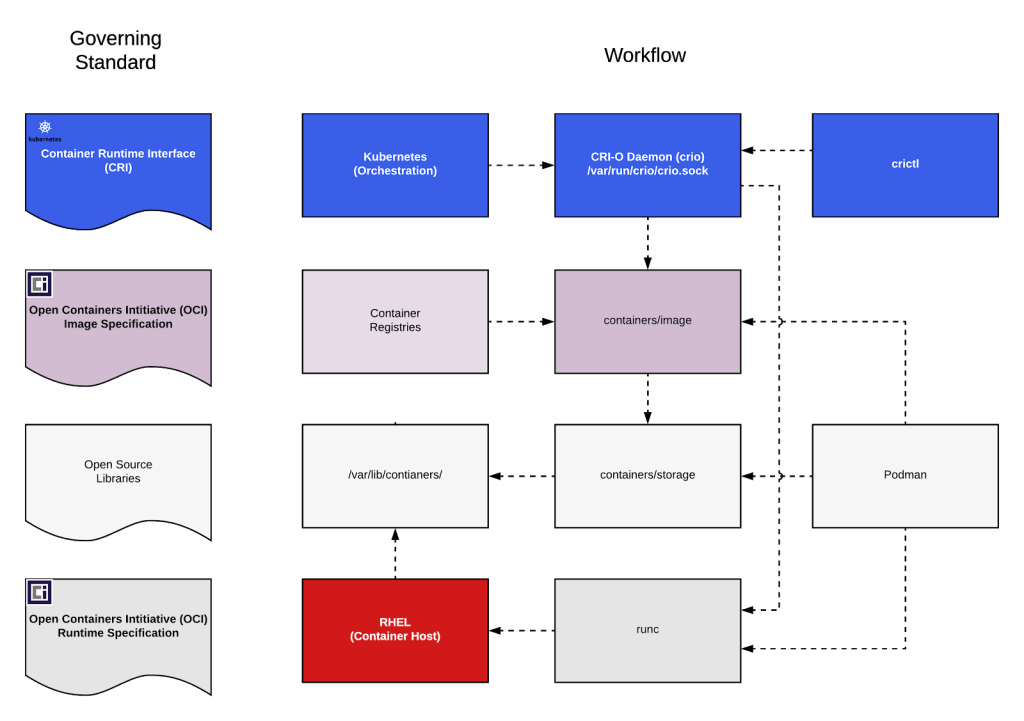 Governing
Standard
Workflow
kubernetes
Container Runtime Interface
(CRI)
Kubernetes
(Orchestration)
CRI-O Daemon (crio)
/var/run/crio/crio.sock
crictl
Open Containers Intitiative (OCI)
Image Specification
Container
Registries
containers/image
Open Source
Libraries
/var/lib/contianers/
containers/storage
Podman
Open Containers Intitiative (OCI)
Runtime Specification
RHEL
(Container Host)
runc